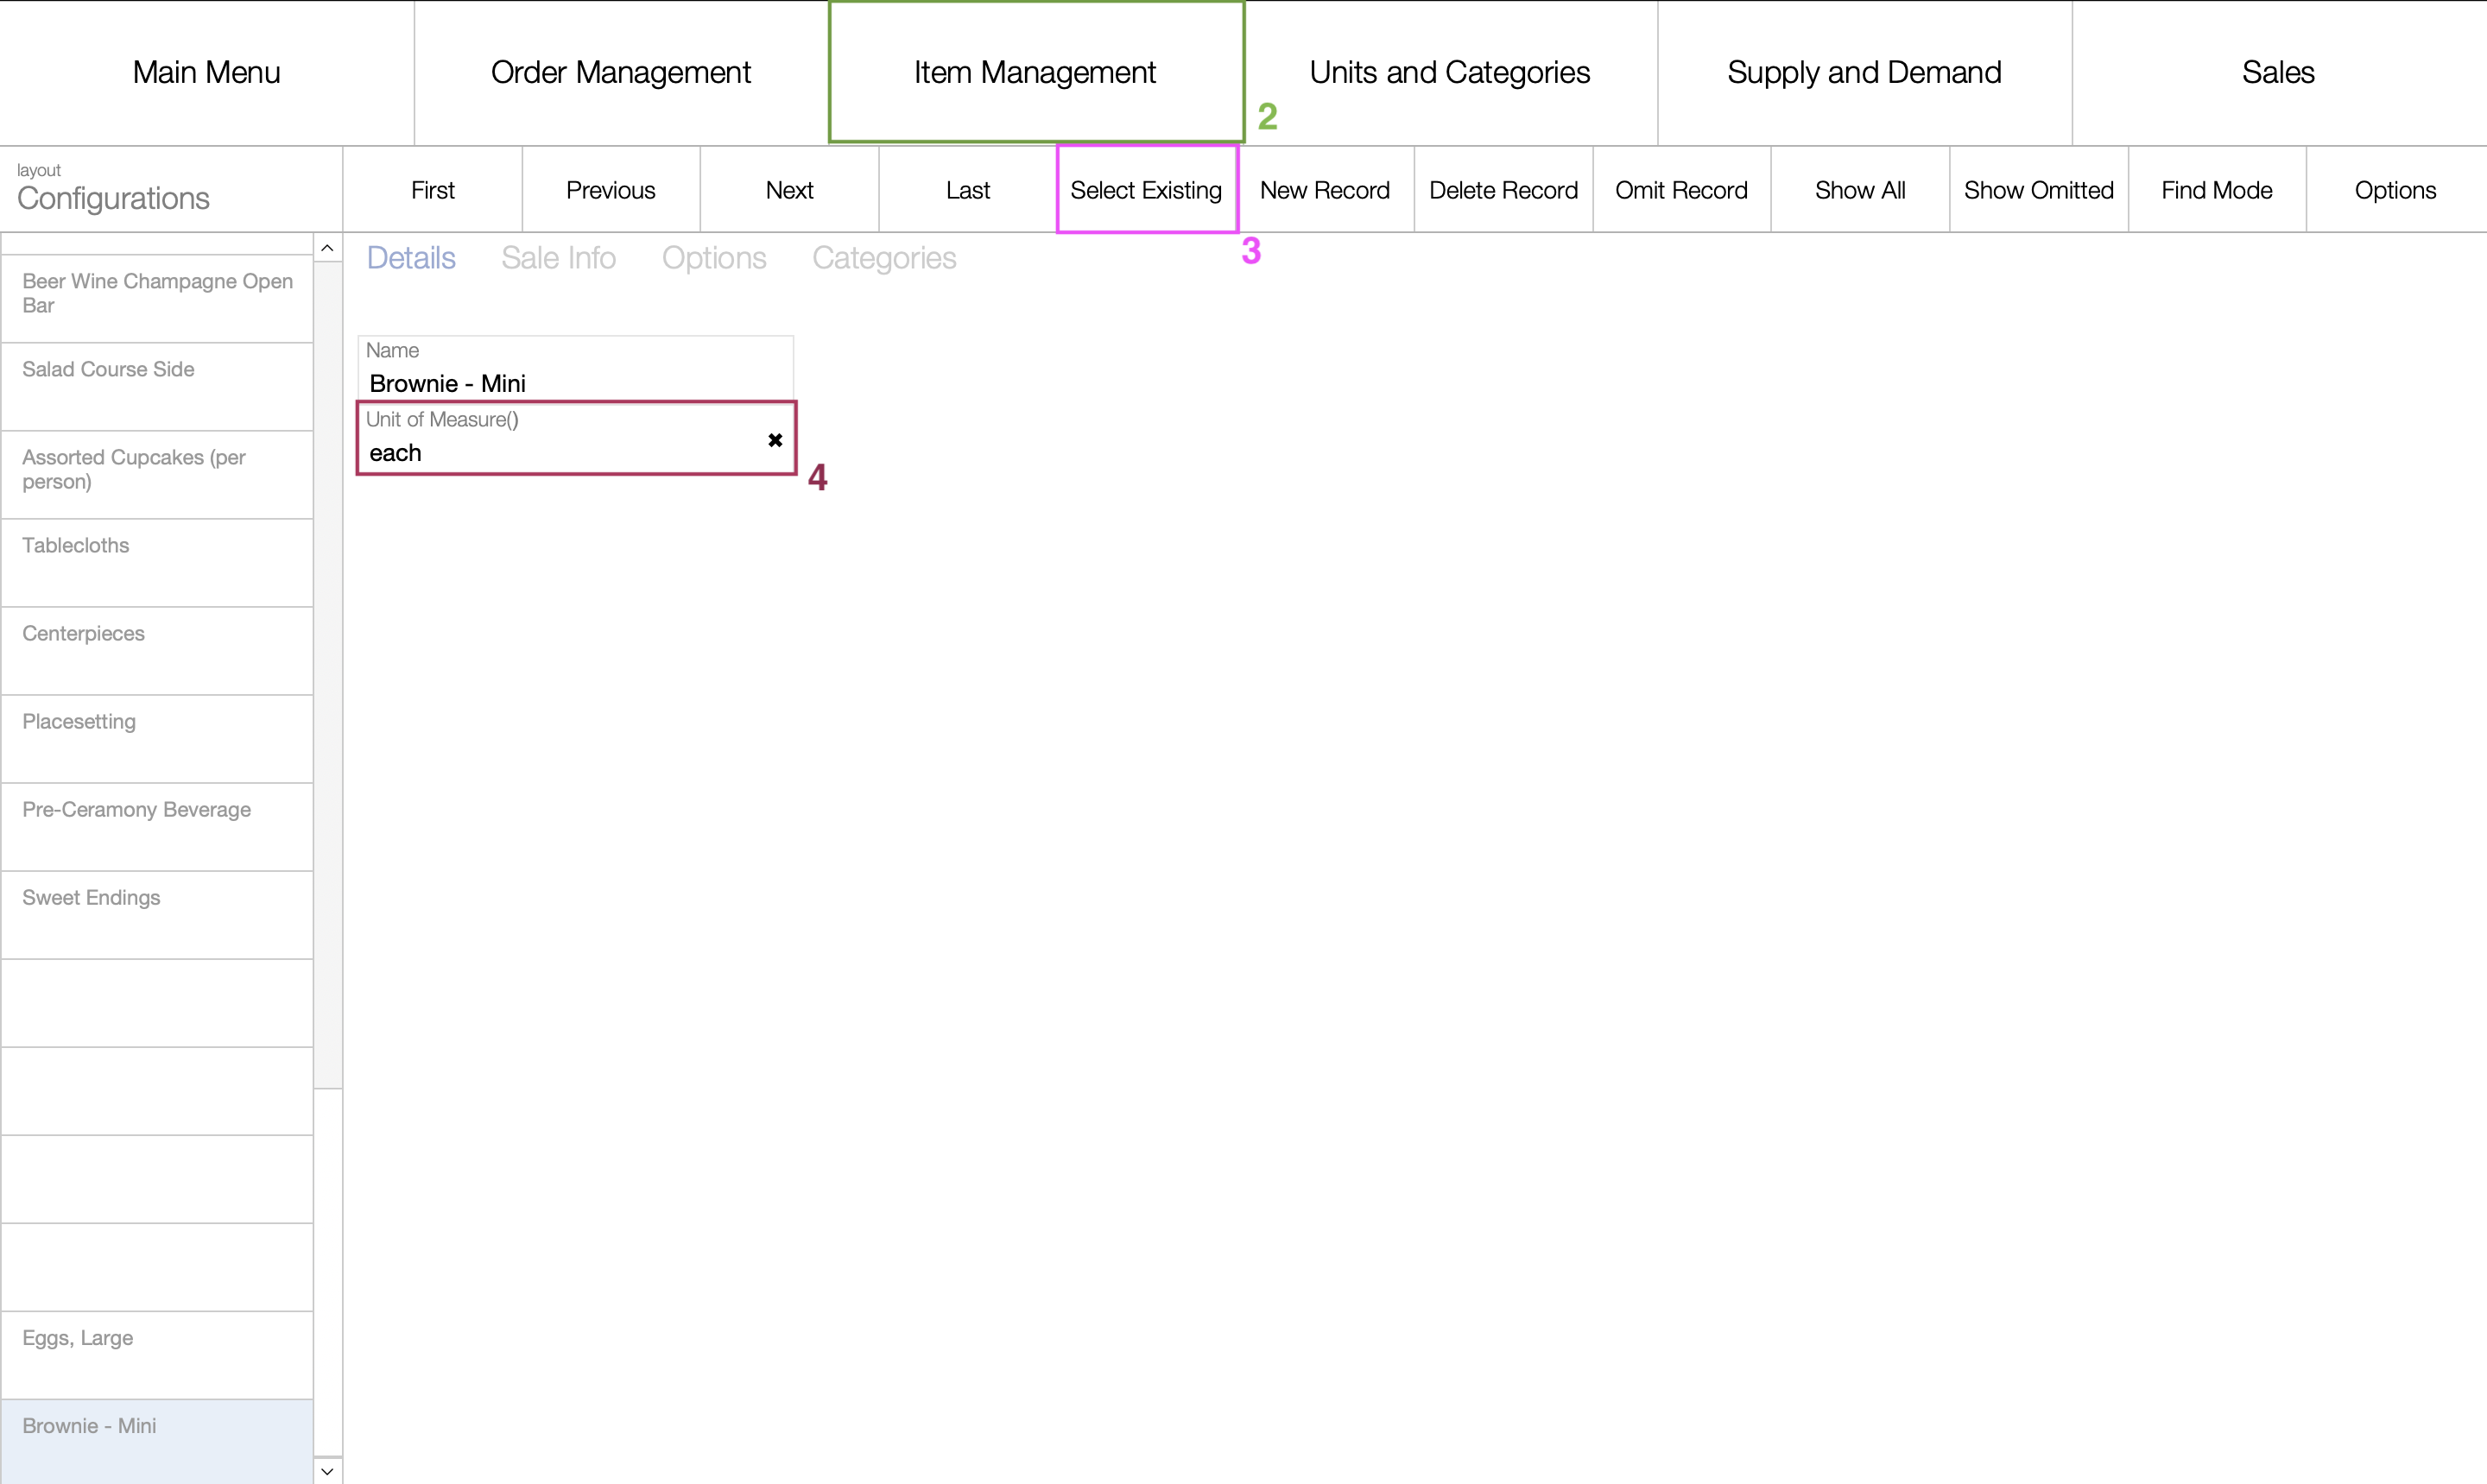 Main Menu
Order Management
Item Management
Units and Categories
Supply and Demand
Sales
2
layout
Configurations
First
Previous
Next
Last
Select Existing
New Record
Delete Record
Omit Record
Show All
Show Omitted
Find Mode
Options
3
Details
Sale Info
Options
Categories
Beer Wine Champagne Open
Bar
Salad Course Side
Assorted Cupcakes (per
person)
Tablecloths
Centerpieces
Placesetting
Pre-Ceramony Beverage
Sweet Endings
Eggs, Large
Brownie - Mini
Name
Brownie - Mini
Unit of Measure()
each
4